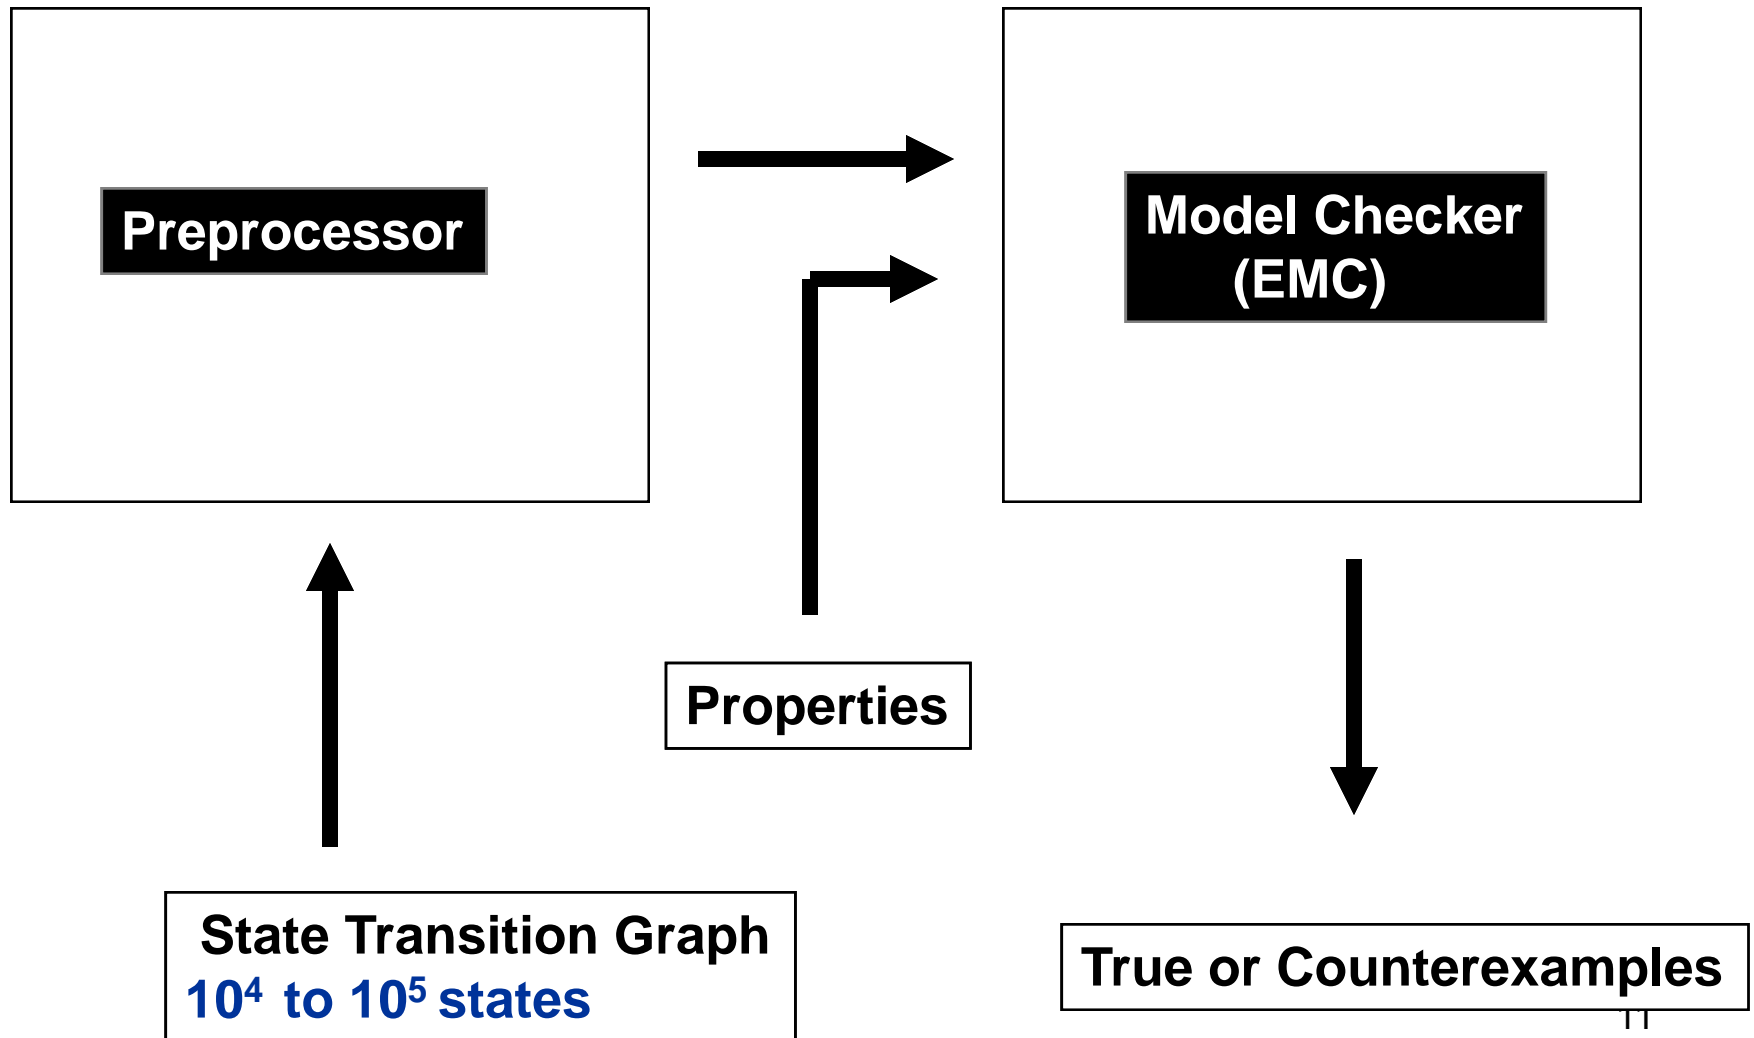 Preprocessor
Model Checker
(EMC)
Properties
State Transition Graph
10⁴ to 10⁵ states
True or Counterexamples